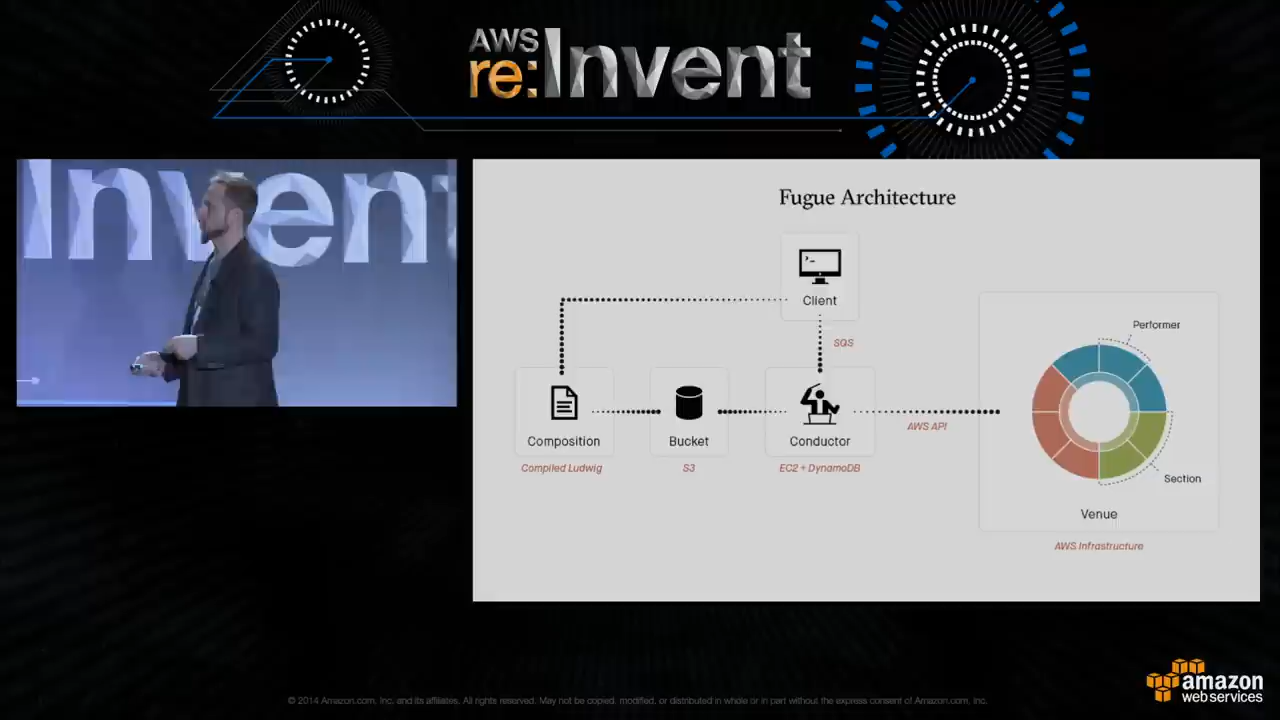 AWS
re:Invent
Invent
Fugue Architecture
Client
SQS
Performer
Composition
Bucket
Conductor
AWS API
Compiled Ludwig
S3
EC2 + DynamoDB
Section
Venue
AWS Infrastructure
amazon
web services
© 2014 Amazon.com, Inc. and its affiliates. All rights reserved. May not be copied, modified, or distributed in whole or in part without the express consent of Amazon.com, Inc.